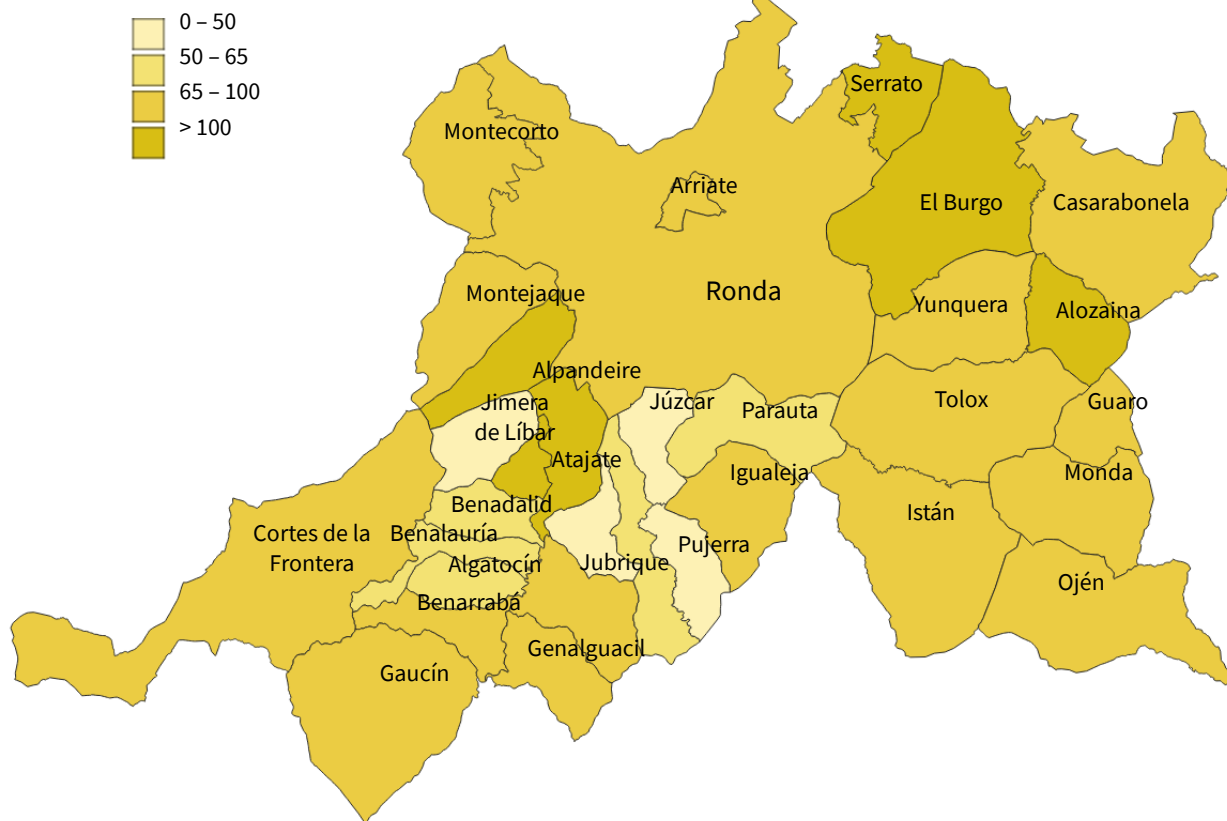 0 – 50
50 – 65
65 – 100
> 100
Serrato
Montecorto
Arriate
El Burgo
Casarabonela
Montejaque
Ronda
Yunquera
Alozaina
Alpandeire
Jimera
de Líbar
Júzcar
Parauta
Tolox
Guaro
Atajate
Igualeja
Monda
Benadalid
Istán
Cortes de la
Frontera
Benalauría
Pujerra
Algatocín
Jubrique
Ojén
Benarrabá
Genalguacil
Gaucín